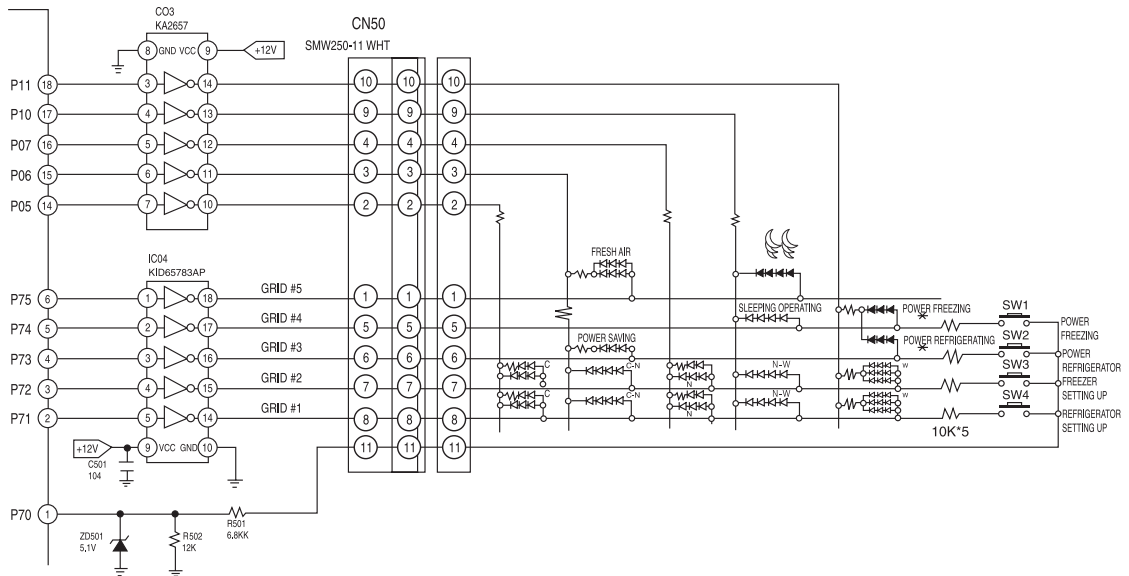 CO3
KA2657
CN50
SMW250-11 WHT
8 GND VCC 9
+12V
P11 18 3 14 10 10 10
P10 17 4 13 9 9 9
P07 16 5 12 4 4 4
P06 15 6 11 3 3 3
P05 14 7 10 2 2 2
FRESH AIR
IC04
KID65783AP
P75 6 1 18 GRID #5 1 1 1
P74 5 2 17 GRID #4 5 5 5
SLEEPING OPERATING
POWER FREEZING
SW1
POWER
FREEZING
P73 4 3 16 GRID #3 6 6 6
POWER SAVING
POWER REFRIGERATING
SW2
POWER
REFRIGERATOR
P72 3 4 15 GRID #2 7 7 7
C C-N N N-W w
SW3
FREEZER
SETTING UP
P71 2 5 14 GRID #1 8 8 8
C C-N N N-W w
SW4
REFRIGERATOR
SETTING UP
10K*5
+12V
9 VCC GND 10
11 11 11
C501
104
P70 1
R501
6.8KK
ZD501
5.1V
R502
12K